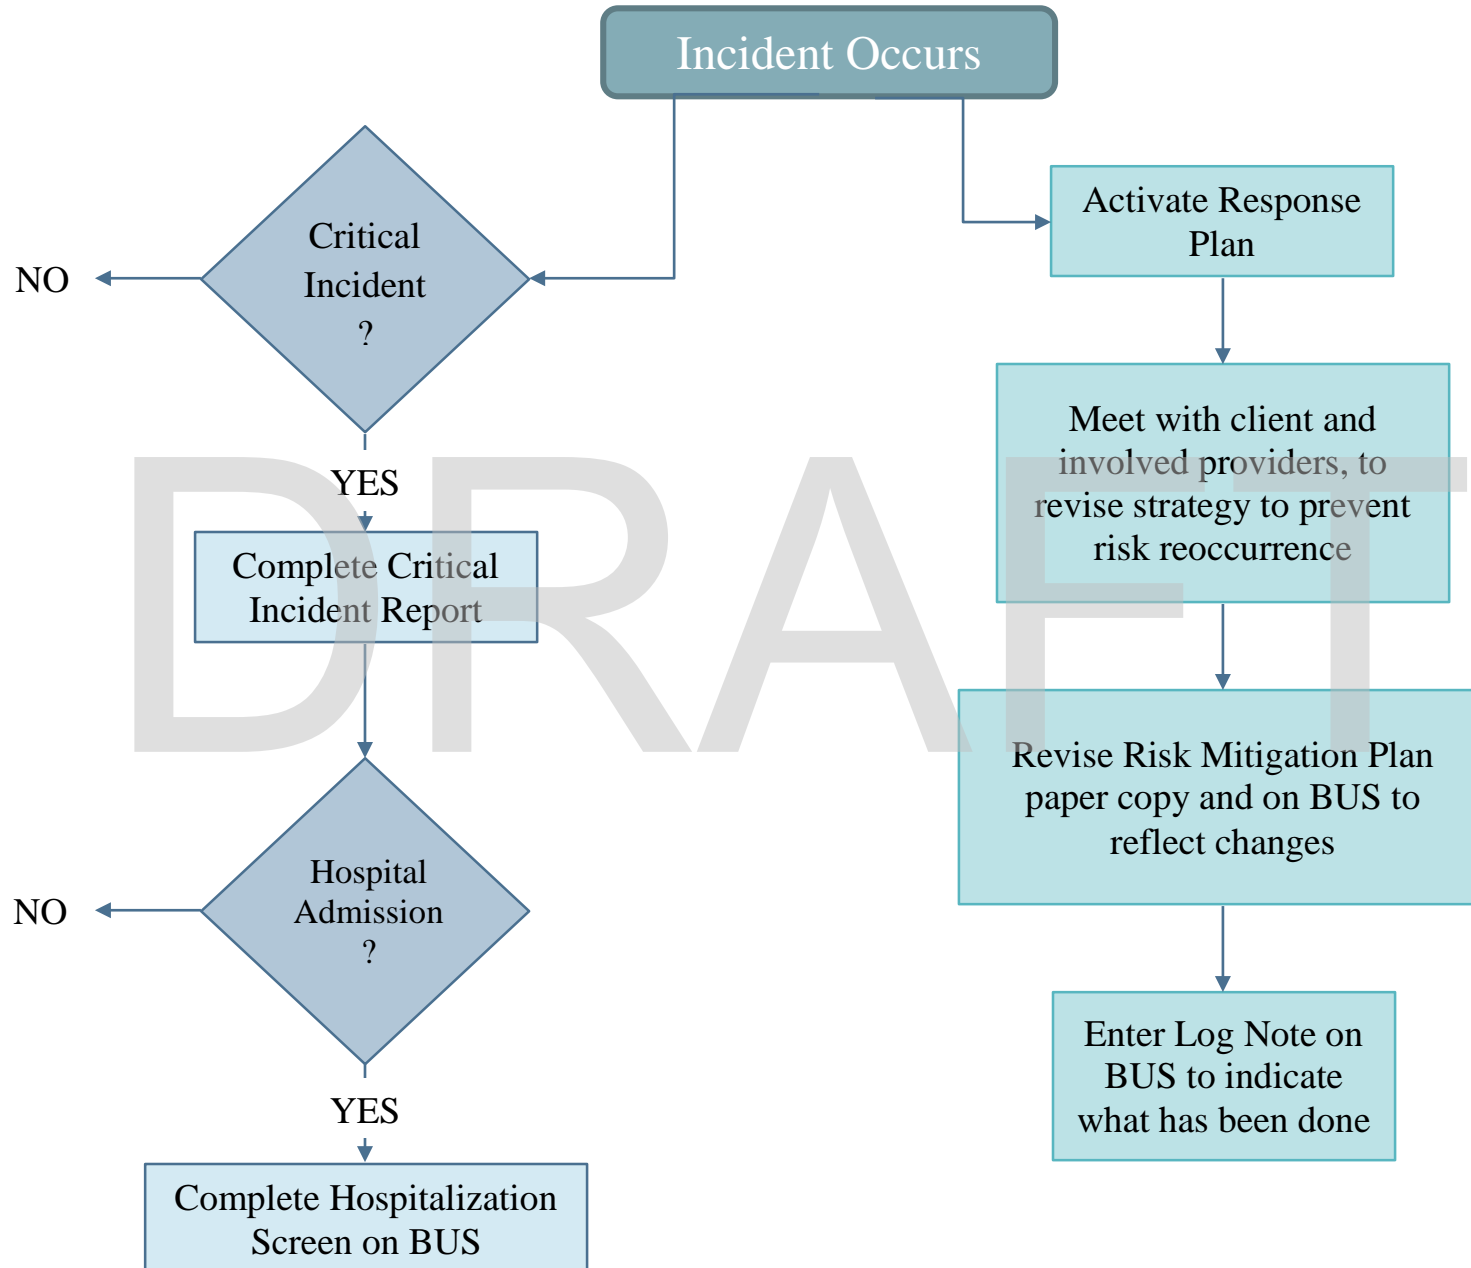 Incident Occurs
Critical
Incident
?
NO
YES
Complete Critical
Incident Report
Hospital
Admission
?
NO
YES
Complete Hospitalization
Screen on BUS
Activate Response
Plan
Meet with client and
involved providers, to
revise strategy to prevent
risk reoccurrence
Revise Risk Mitigation Plan
paper copy and on BUS to
reflect changes
Enter Log Note on
BUS to indicate
what has been done
DRAFT